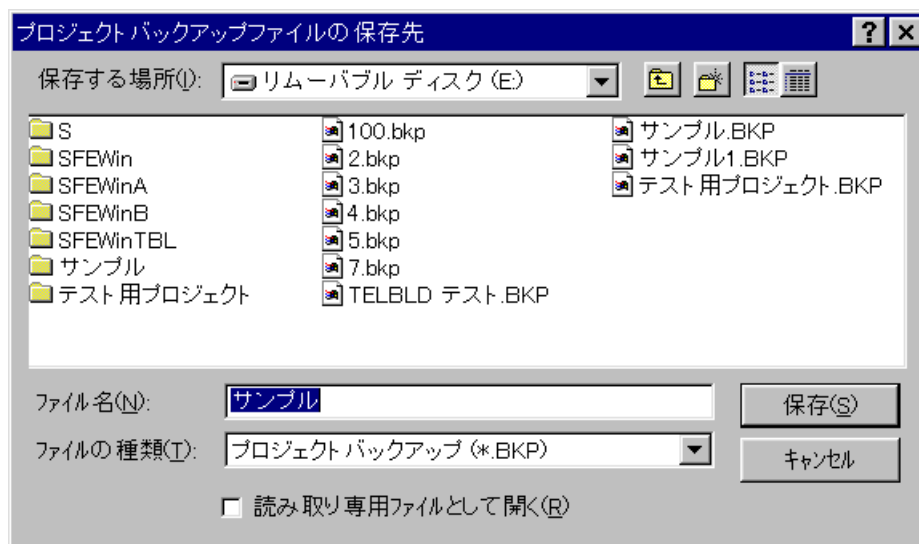 プロジェクト バックアップファイルの保存先
保存する場所(I): リムーバブル ディスク (E:)
S
SFEWin
SFEWinA
SFEWinB
SFEWinTBL
サンプル
テスト用プロジェクト
100.bkp
2.bkp
3.bkp
4.bkp
5.bkp
7.bkp
TELBLD テスト.BKP
サンプル.BKP
サンプル1.BKP
テスト用プロジェクト.BKP
ファイル名(N): サンプル 保存(S)
ファイルの種類(T): プロジェクト バックアップ (*.BKP) キャンセル
読み取り専用ファイルとして開く(R)